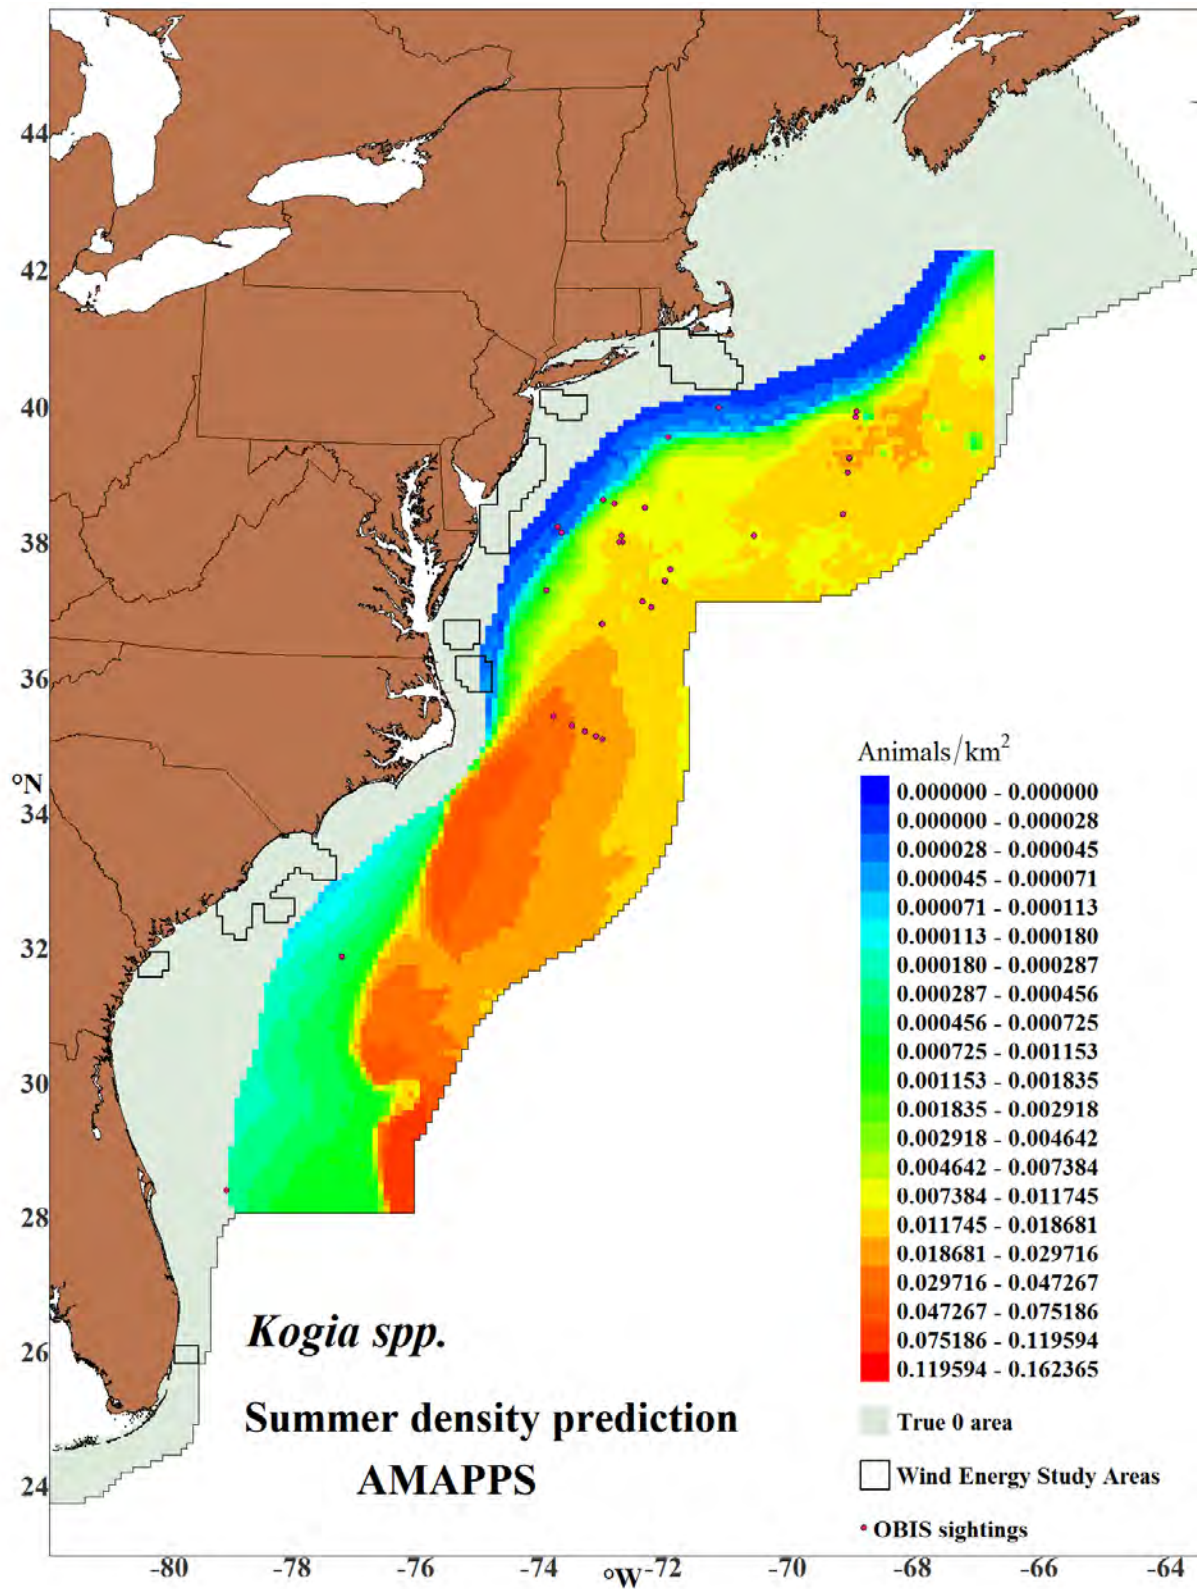 44
42
40
38
36
°N
34
32
30
28
26
24
Animals/km²
0.000000 - 0.000000
0.000000 - 0.000028
0.000028 - 0.000045
0.000045 - 0.000071
0.000071 - 0.000113
0.000113 - 0.000180
0.000180 - 0.000287
0.000287 - 0.000456
0.000456 - 0.000725
0.000725 - 0.001153
0.001153 - 0.001835
0.001835 - 0.002918
0.002918 - 0.004642
0.004642 - 0.007384
0.007384 - 0.011745
0.011745 - 0.018681
0.018681 - 0.029716
0.029716 - 0.047267
0.047267 - 0.075186
0.075186 - 0.119594
0.119594 - 0.162365
True 0 area
Wind Energy Study Areas
OBIS sightings
Kogia spp.
Summer density prediction
AMAPPS
-80 -78 -76 -74 -72 -70 -68 -66 -64
°W